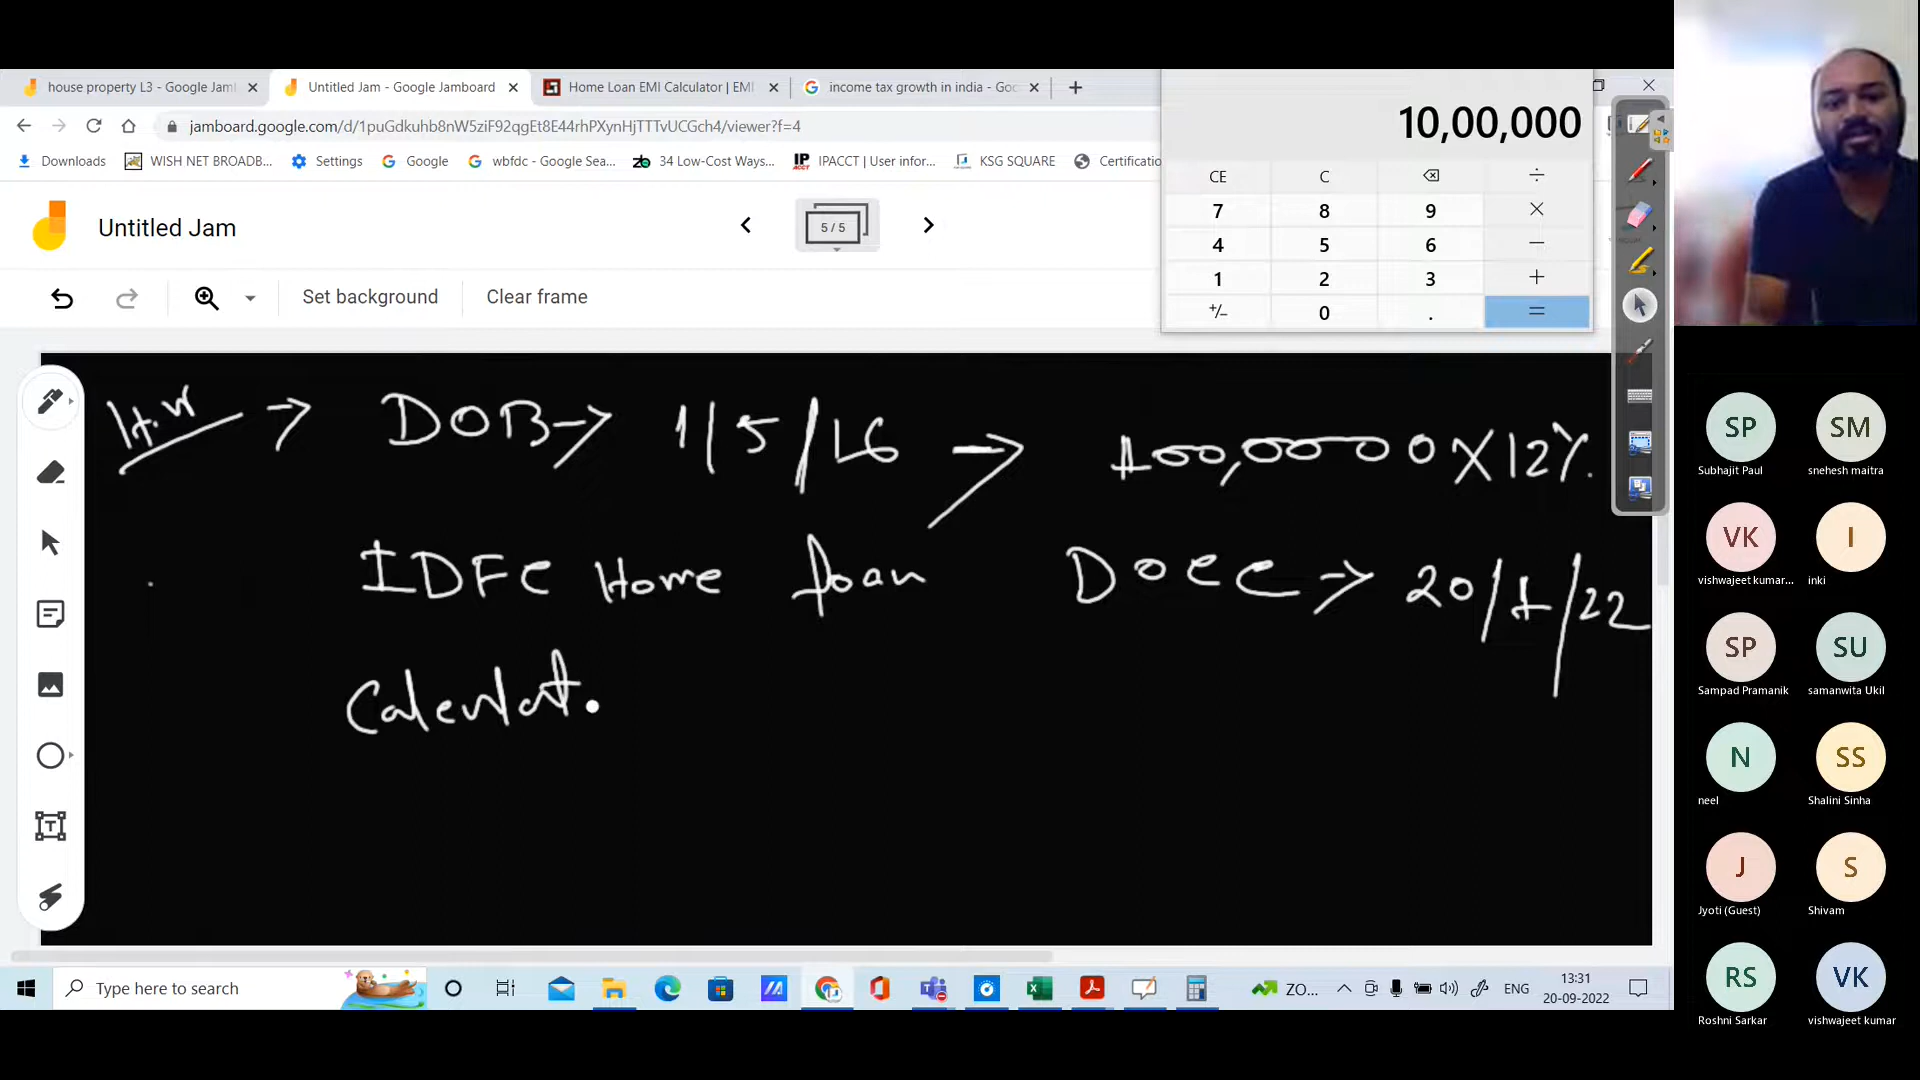 house property L3 - Google Jam
Untitled Jam - Google Jamboard
Home Loan EMI Calculator | EMI
income tax growth in india - Goo
jamboard.google.com/d/1puGdkuhb8nW5ziF92qgEt8E44rhPXynHjTTTvUCGch4/viewer?f=4
Downloads
WISH NET BROADB...
Settings
Google
wbfdc - Google Sea...
34 Low-Cost Ways...
IPACCT | User infor...
KSG SQUARE
Certificatio
Untitled Jam
5 / 5
Set background
Clear frame
10,00,000
CE C ÷
7 8 9 ×
4 5 6 −
1 2 3 +
+/− 0 . =
H.W → DOB → 1/5/16 → 100,00000 X 12%.
IDFC Home Loan DOCC → 20/1/22
Calculat.
SP
Subhajit Paul
SM
snehesh maitra
VK
vishwajeet kumar...
I
inki
SP
Sampad Pramanik
SU
samanwita Ukil
N
neel
SS
Shalini Sinha
J
Jyoti (Guest)
S
Shivam
RS
Roshni Sarkar
VK
vishwajeet kumar
Type here to search
ZO...
ENG
13:31
20-09-2022